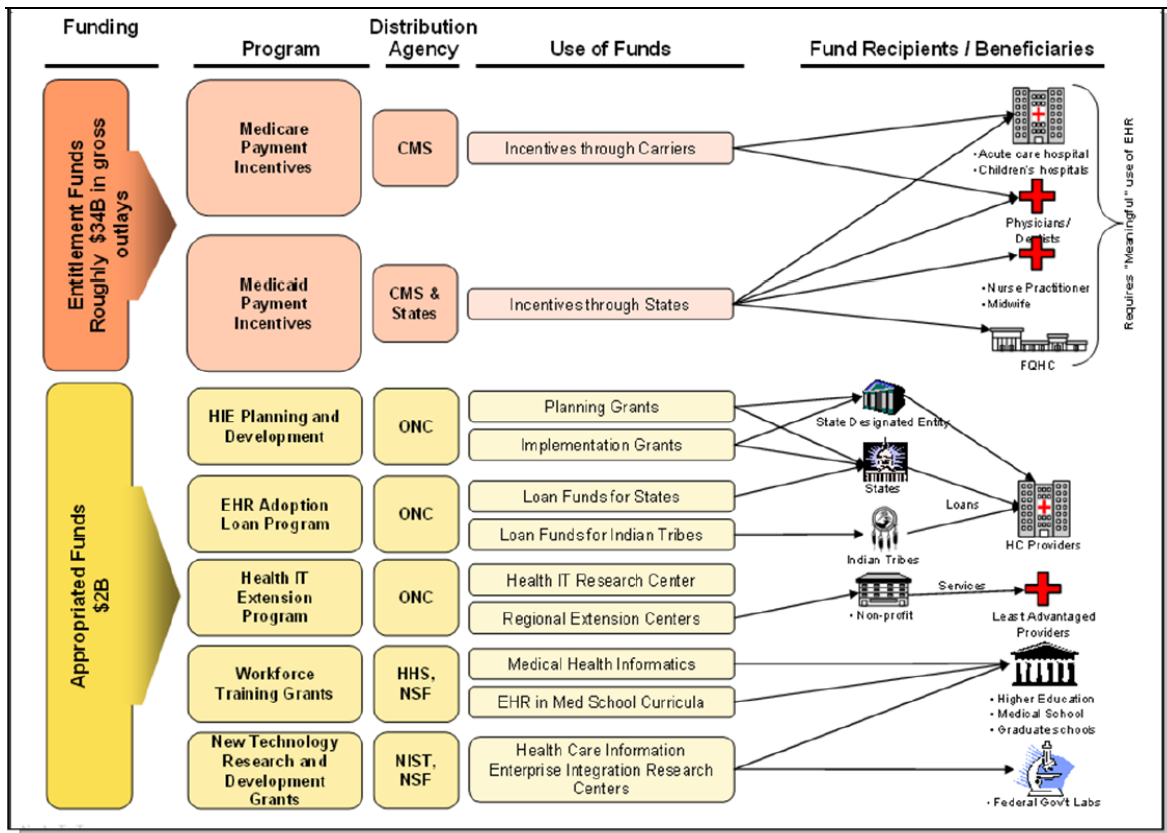 Funding
Program
Distribution
Agency
Use of Funds
Fund Recipients / Beneficiaries
Entitlement Funds
Roughly $34B in gross
outlays
Medicare
Payment
Incentives
CMS
Incentives through Carriers
• Acute care hospital
• Children's hospitals
Physicians/
Dentists
Medicaid
Payment
Incentives
CMS &
States
Incentives through States
• Nurse Practitioner
• Midwife
FQHC
Requires "Meaningful" use of EHR
Appropriated Funds
$2B
HIE Planning and
Development
ONC
Planning Grants
Implementation Grants
State Designated Entity
States
EHR Adoption
Loan Program
ONC
Loan Funds for States
Loan Funds for Indian Tribes
Loans
Indian Tribes
HC Providers
Health IT
Extension
Program
ONC
Health IT Research Center
Regional Extension Centers
• Non-profit
Services
Least Advantaged
Providers
Workforce
Training Grants
HHS,
NSF
Medical Health Informatics
EHR in Med School Curricula
• Higher Education
• Medical School
• Graduate schools
New Technology
Research and
Development
Grants
NIST,
NSF
Health Care Information
Enterprise Integration Research
Centers
• Federal Gov't Labs